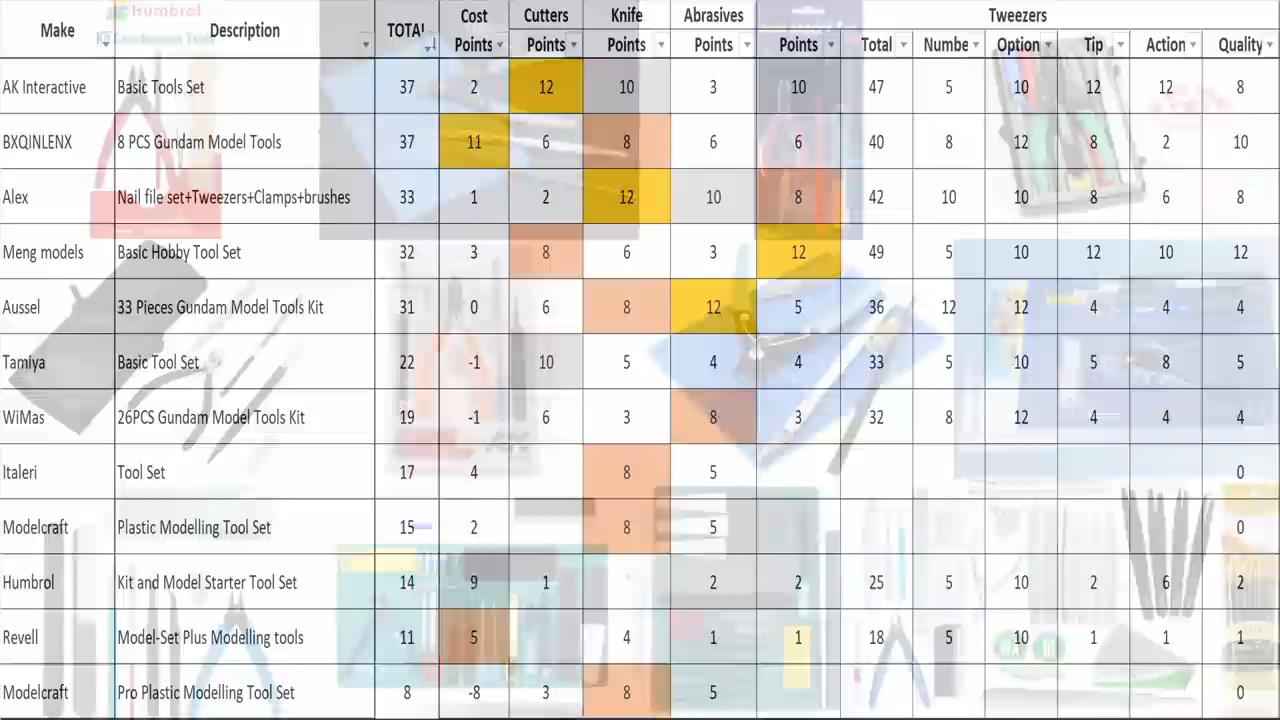 Make Description TOTAL Cost Points Cutters Points Knife Points Abrasives Points Tweezers
Points Total Numbe Option Tip Action Quality
AK Interactive Basic Tools Set 37 2 12 10 3 10 47 5 10 12 12 8
BXQINLENX 8 PCS Gundam Model Tools 37 11 6 8 6 6 40 8 12 8 2 10
Alex Nail file set+Tweezers+Clamps+brushes 33 1 2 12 10 8 42 10 10 8 6 8
Meng models Basic Hobby Tool Set 32 3 8 6 3 12 49 5 10 12 10 12
Aussel 33 Pieces Gundam Model Tools Kit 31 0 6 8 12 5 36 12 12 4 4 4
Tamiya Basic Tool Set 22 -1 10 5 4 4 33 5 10 5 8 5
WiMas 26PCS Gundam Model Tools Kit 19 -1 6 3 8 3 32 8 12 4 4 4
Italeri Tool Set 17 4 8 5 0
Modelcraft Plastic Modelling Tool Set 15 2 8 5 0
Humbrol Kit and Model Starter Tool Set 14 9 1 2 2 25 5 10 2 6 2
Revell Model-Set Plus Modelling tools 11 5 4 1 1 18 5 10 1 1 1
Modelcraft Pro Plastic Modelling Tool Set 8 -8 3 8 5 0
Humbrol